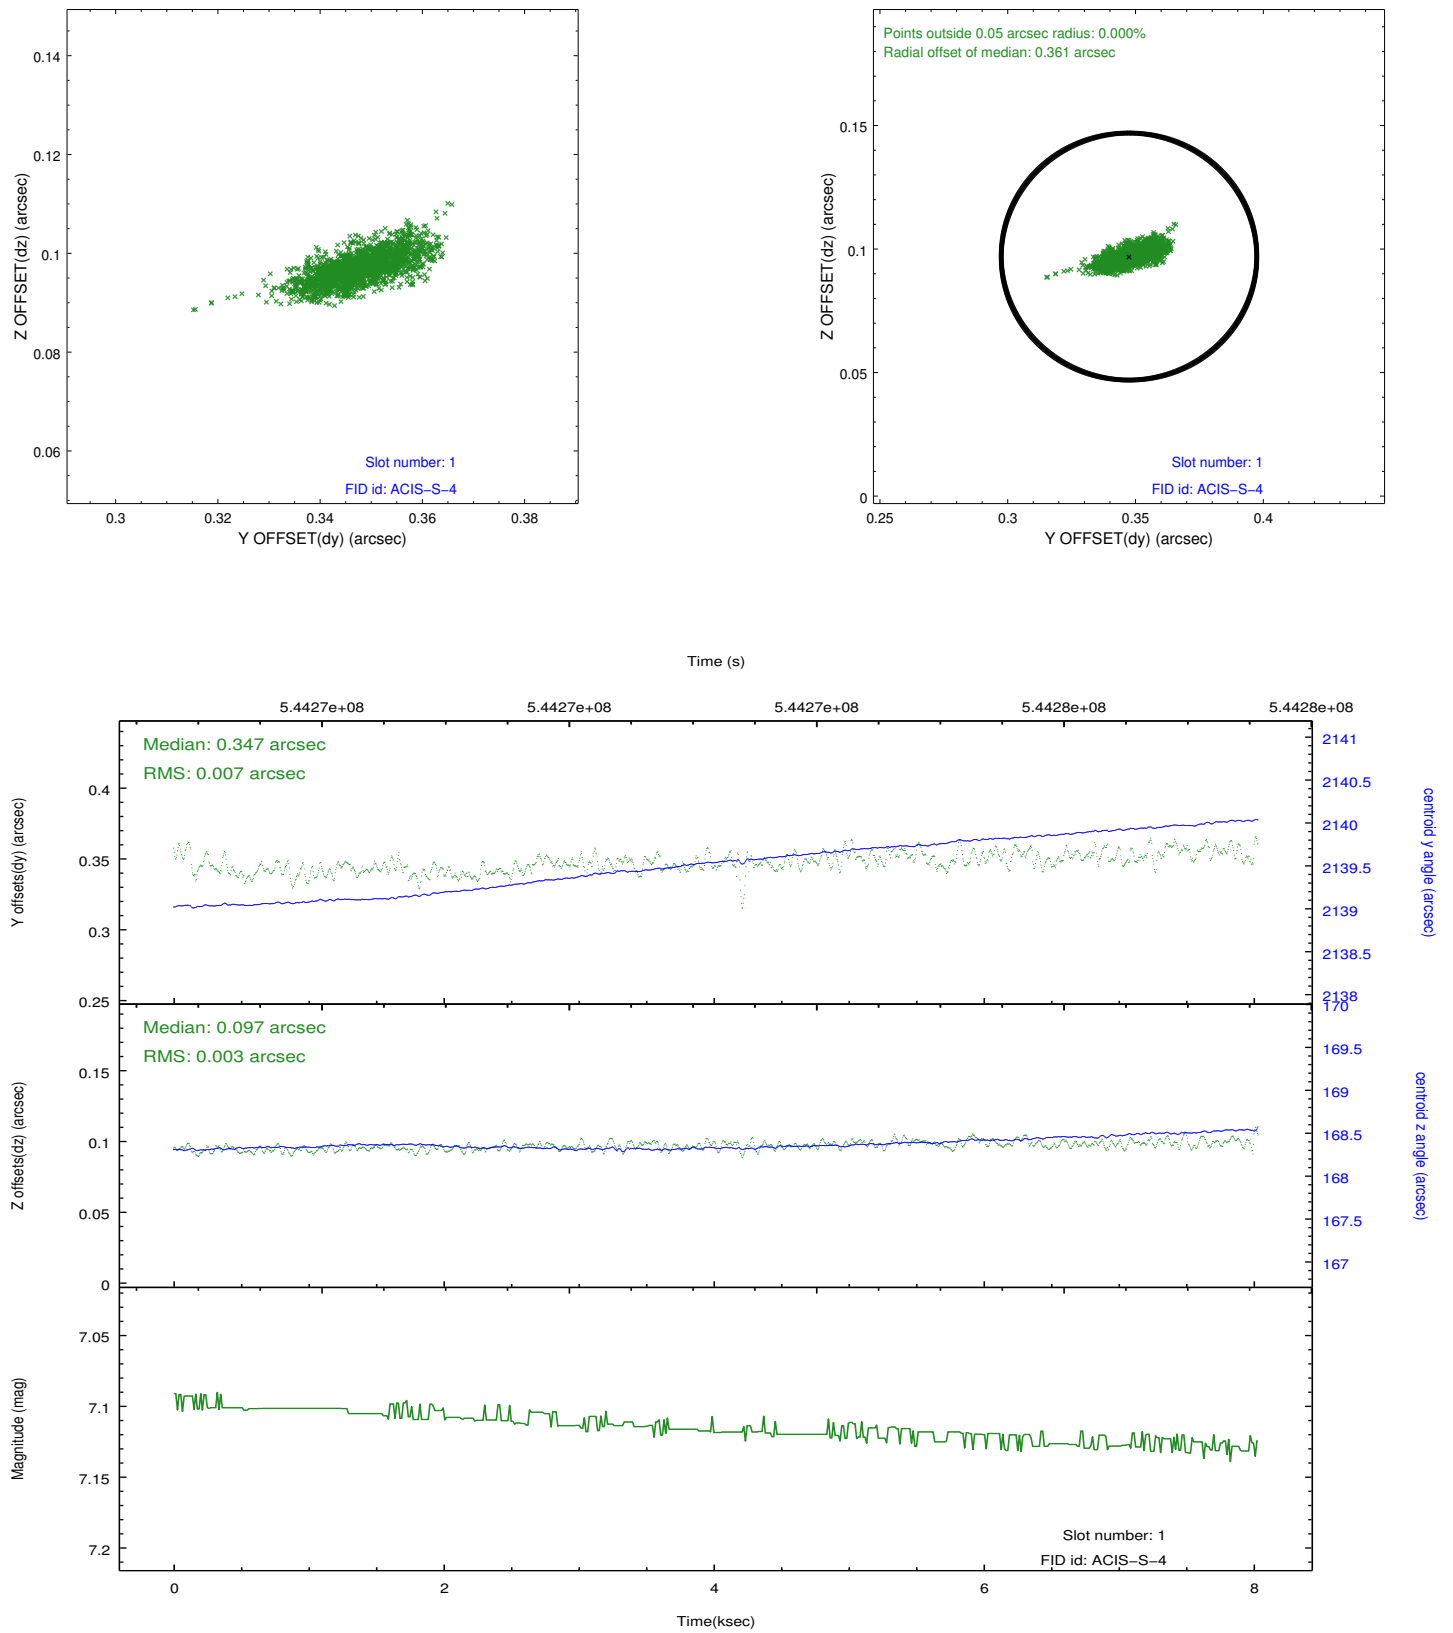 0.14
0.12
0.1
0.08
0.06
Z OFFSET(dz) (arcsec)
Slot number: 1
FID id: ACIS−S−4
0.3
0.32
0.34
0.36
0.38
Y OFFSET(dy) (arcsec)
Points outside 0.05 arcsec radius: 0.000%
Radial offset of median: 0.361 arcsec
0.15
0.1
0.05
0
Z OFFSET(dz) (arcsec)
Slot number: 1
FID id: ACIS−S−4
0.25
0.3
0.35
0.4
Y OFFSET(dy) (arcsec)
Time (s)
5.4427e+08
5.4427e+08
5.4427e+08
5.4428e+08
5.4428e+08
Median: 0.347 arcsec
RMS: 0.007 arcsec
0.4
0.35
0.3
0.25
Y offsets(dy) (arcsec)
2141
2140.5
2140
2139.5
2139
2138.5
2138
centroid y angle (arcsec)
Median: 0.097 arcsec
RMS: 0.003 arcsec
0.15
0.1
0.05
0
Z offsets(dz) (arcsec)
170
169.5
169
168.5
168
167.5
167
centroid z angle (arcsec)
7.05
7.1
7.15
7.2
Magnitude (mag)
Slot number: 1
FID id: ACIS−S−4
0
2
4
6
8
Time(ksec)